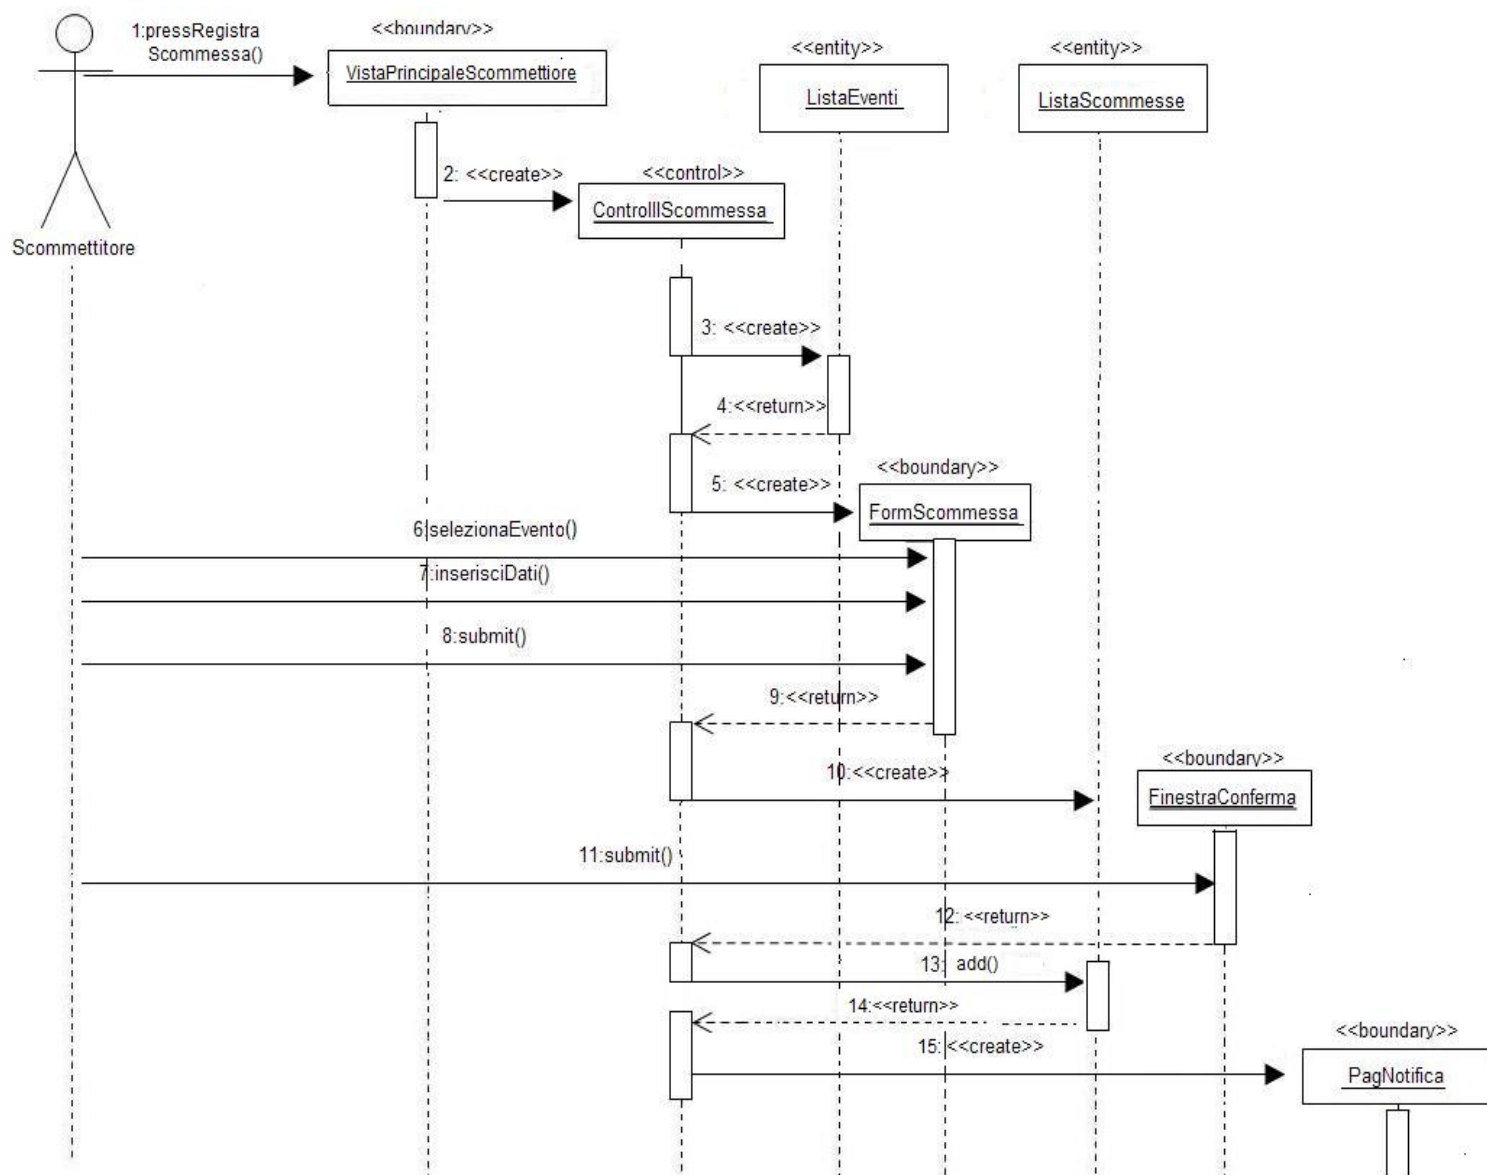 1:pressRegistra
Scommessa()
<<boundary>>
VistaPrincipaleScommettiore
<<entity>>
ListaEventi
<<entity>>
ListaScommesse
2: <<create>>
<<control>>
ControlllScommessa
Scommettitore
3: <<create>>
4:<<return>>
5: <<create>>
<<boundary>>
FormScommessa
6:selezionaEvento()
7:inserisciDati()
8:submit()
9:<<return>>
10:<<create>>
<<boundary>>
FinestraConferma
11:submit()
12: <<return>>
13: add()
14:<<return>>
15: <<create>>
<<boundary>>
PagNotifica